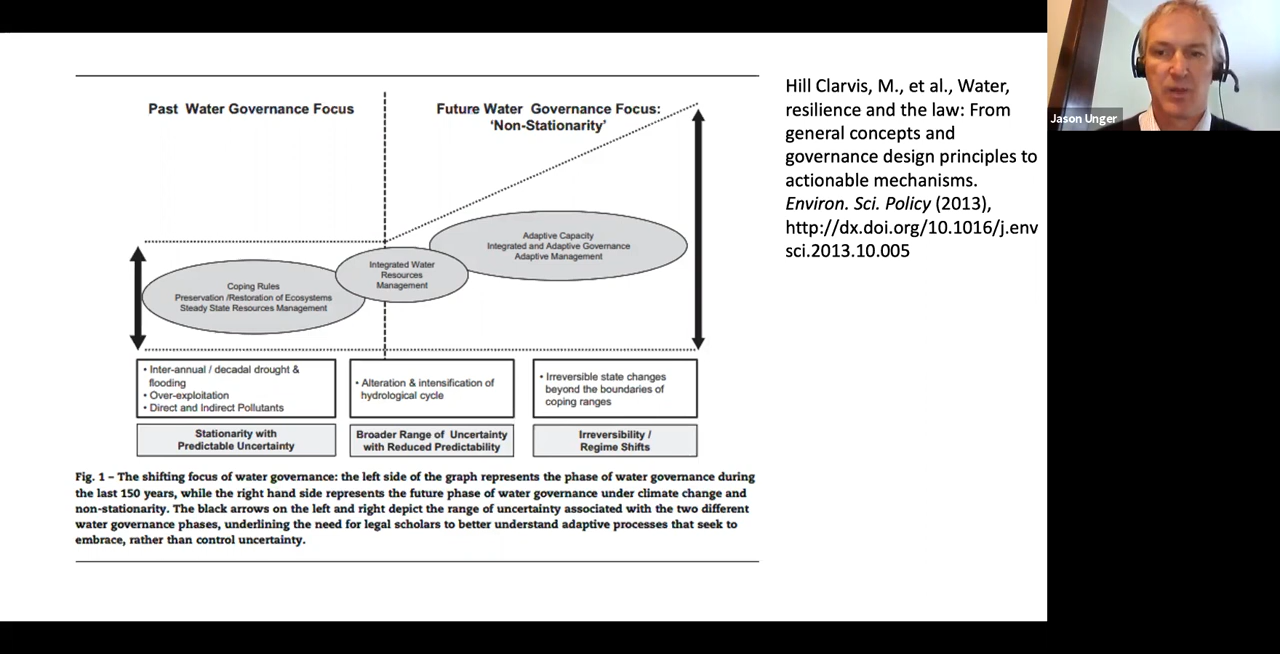 Past Water Governance Focus
Future Water Governance Focus:
'Non-Stationarity'
Adaptive Capacity
Integrated and Adaptive Governance
Adaptive Management
Integrated Water
Resources
Management
Coping Rules
Preservation /Restoration of Ecosystems
Steady State Resources Management
• Inter-annual / decadal drought &
flooding
• Over-exploitation
• Direct and Indirect Pollutants
• Alteration & intensification of
hydrological cycle
• Irreversible state changes
beyond the boundaries of
coping ranges
Stationarity with
Predictable Uncertainty
Broader Range of Uncertainty
with Reduced Predictability
Irreversibility /
Regime Shifts
Fig. 1 – The shifting focus of water governance: the left side of the graph represents the phase of water governance during
the last 150 years, while the right hand side represents the future phase of water governance under climate change and
non-stationarity. The black arrows on the left and right depict the range of uncertainty associated with the two different
water governance phases, underlining the need for legal scholars to better understand adaptive processes that seek to
embrace, rather than control uncertainty.
Hill Clarvis, M., et al., Water,
resilience and the law: From
general concepts and
governance design principles to
actionable mechanisms.
Environ. Sci. Policy (2013),
http://dx.doi.org/10.1016/j.env
sci.2013.10.005
Jason Unger